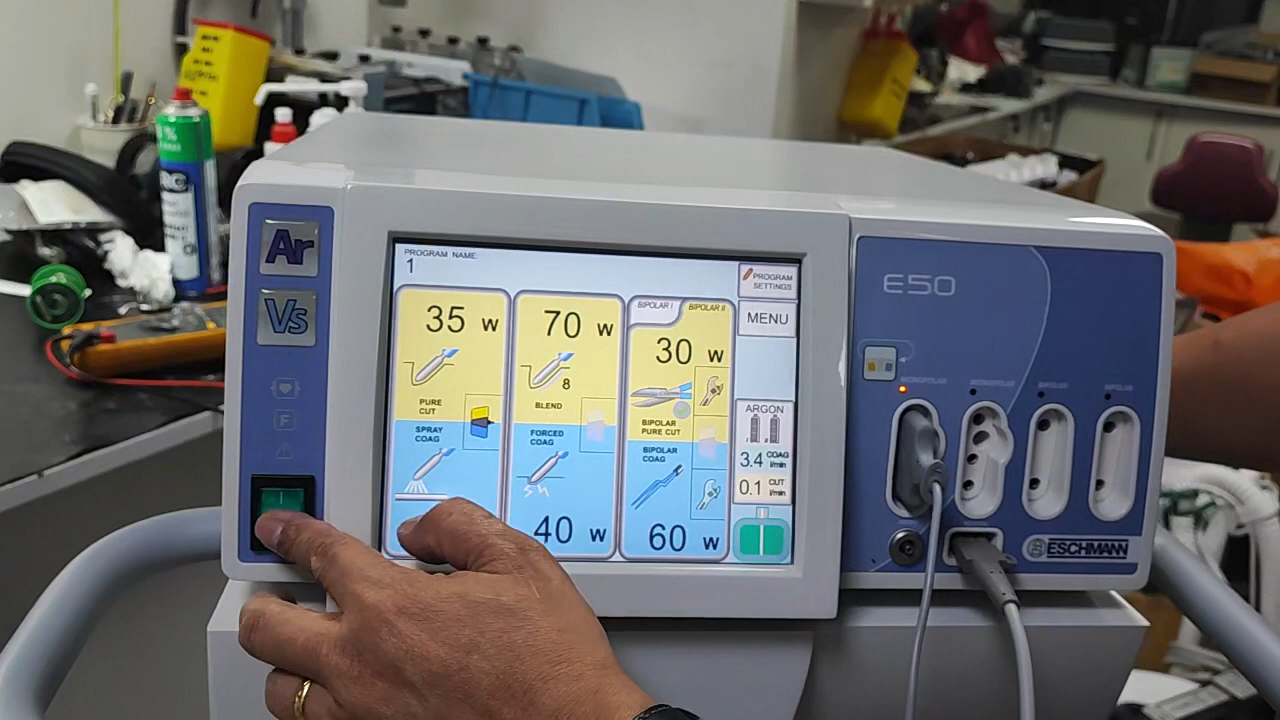 Ar
Vs
F
PROGRAM NAME
1
PROGRAM
SETTINGS
MENU
35 W
PURE
CUT
SPRAY
COAG
70 W
8
BLEND
FORCED
COAG
40 W
BIPOLAR I
BIPOLAR II
30 W
BIPOLAR
PURE CUT
BIPOLAR
COAG
60 W
ARGON
3.4 COAG
l/min
0.1 CUT
l/min
E50
MONOPOLAR
MONOPOLAR
BIPOLAR
BIPOLAR
ESCHMANN